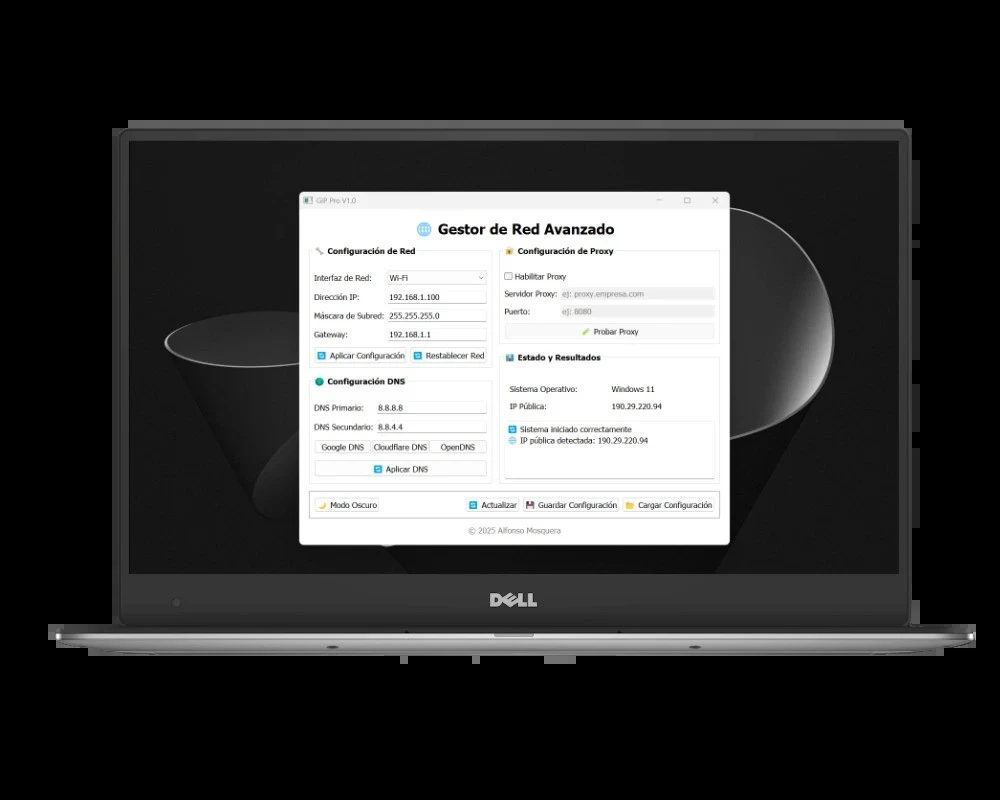 GIP Pro V1.0
Gestor de Red Avanzado
Configuración de Red
Interfaz de Red: Wi-Fi
Dirección IP: 192.168.1.100
Máscara de Subred: 255.255.255.0
Gateway: 192.168.1.1
Aplicar Configuración Restablecer Red
Configuración DNS
DNS Primario: 8.8.8.8
DNS Secundario: 8.8.4.4
Google DNS Cloudflare DNS OpenDNS
Aplicar DNS
Configuración de Proxy
Habilitar Proxy
Servidor Proxy: ej: proxy.empresa.com
Puerto: ej: 8080
Probar Proxy
Estado y Resultados
Sistema Operativo: Windows 11
IP Pública: 190.29.220.94
Sistema iniciado correctamente
IP pública detectada: 190.29.220.94
Modo Oscuro Actualizar Guardar Configuración Cargar Configuración
© 2025 Alfonso Mosquera
DELL